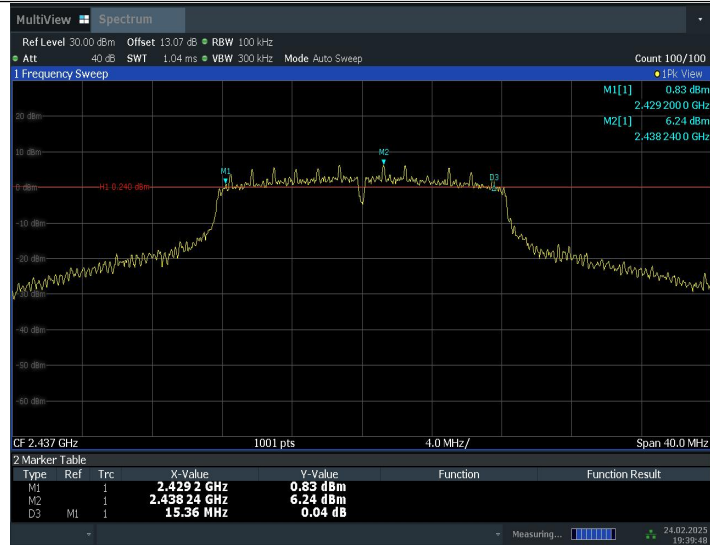 MultiView Spectrum
Ref Level 30.00 dBm Offset 13.07 dB RBW 100 kHz
Att 40 dB SWT 1.04 ms VBW 300 kHz Mode Auto Sweep Count 100/100
1 Frequency Sweep 1Pk View
M1[1] 0.83 dBm
2.4292000 GHz
M2[1] 6.24 dBm
2.4382400 GHz
20 dBm
10 dBm
M2
M1
D3
0 dBm
H1 0.240 dBm
-10 dBm
-20 dBm
-30 dBm
-40 dBm
-50 dBm
-60 dBm
CF 2.437 GHz 1001 pts 4.0 MHz/ Span 40.0 MHz
2 Marker Table
Type Ref Trc X-Value Y-Value Function Function Result
M1 1 2.429 2 GHz 0.83 dBm
M2 1 2.438 24 GHz 6.24 dBm
D3 M1 1 15.36 MHz 0.04 dB
Measuring... 24.02.2025
19:39:48